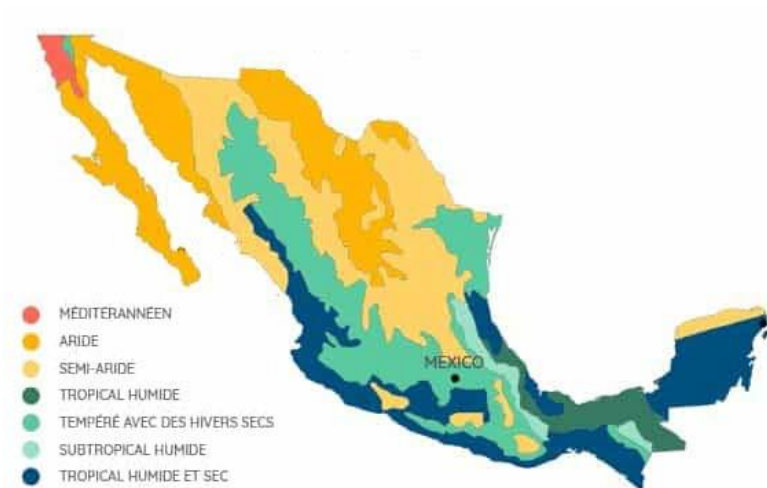 MÉDITERANNÉEN
ARIDE
SEMI-ARIDE
MEXICO
TROPICAL HUMIDE
TEMPÉRÉ AVEC DES HIVERS SECS
SUBTROPICAL HUMIDE
TROPICAL HUMIDE ET SEC